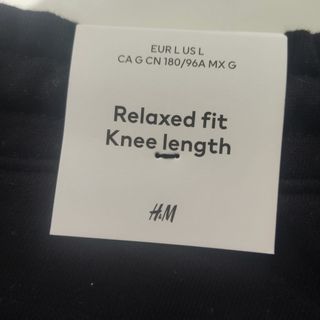 EUR L US L
CA G CN 180/96A MX G
Relaxed fit
Knee length
H&M